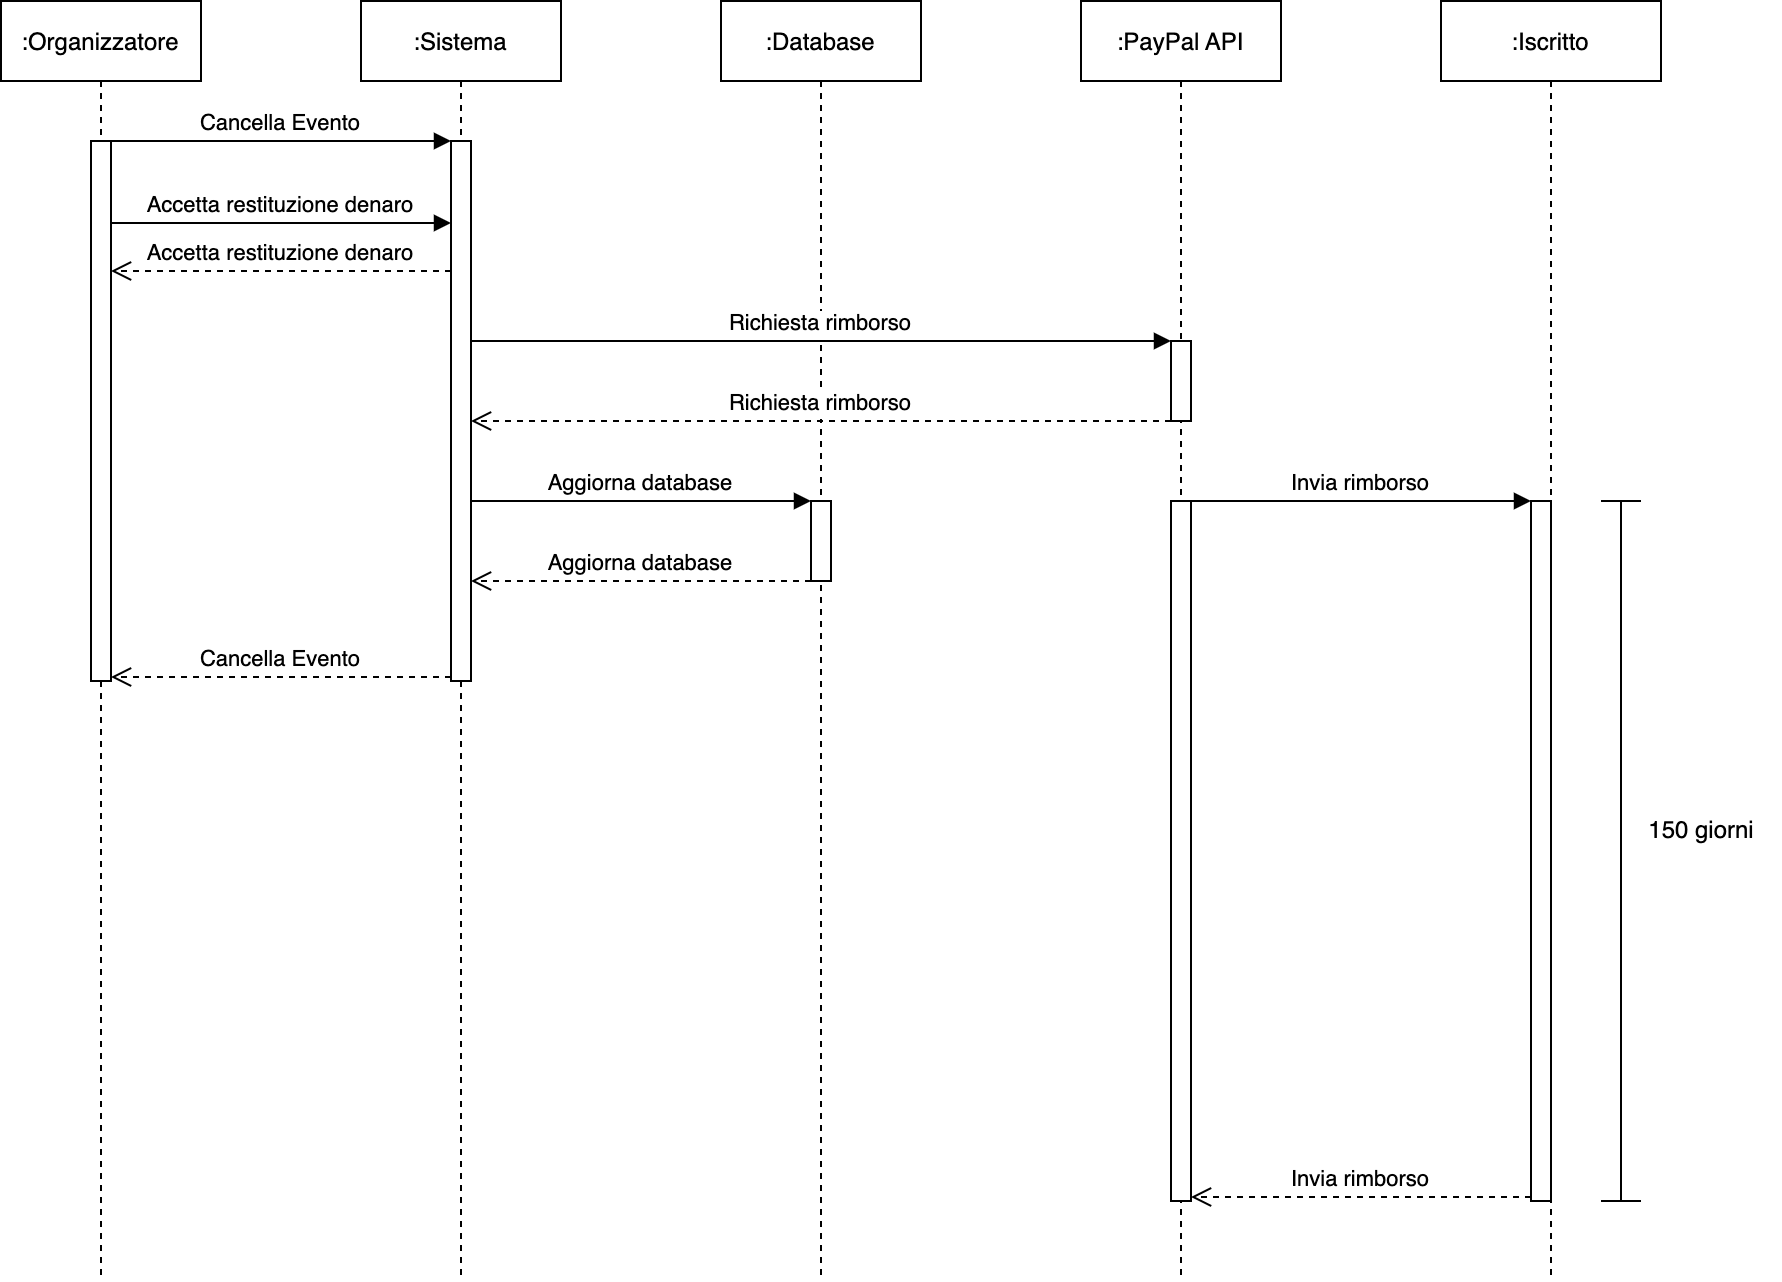 :Organizzatore
:Sistema
:Database
:PayPal API
:Iscritto
Cancella Evento
Accetta restituzione denaro
Accetta restituzione denaro
Richiesta rimborso
Richiesta rimborso
Aggiorna database
Invia rimborso
Aggiorna database
Cancella Evento
150 giorni
Invia rimborso